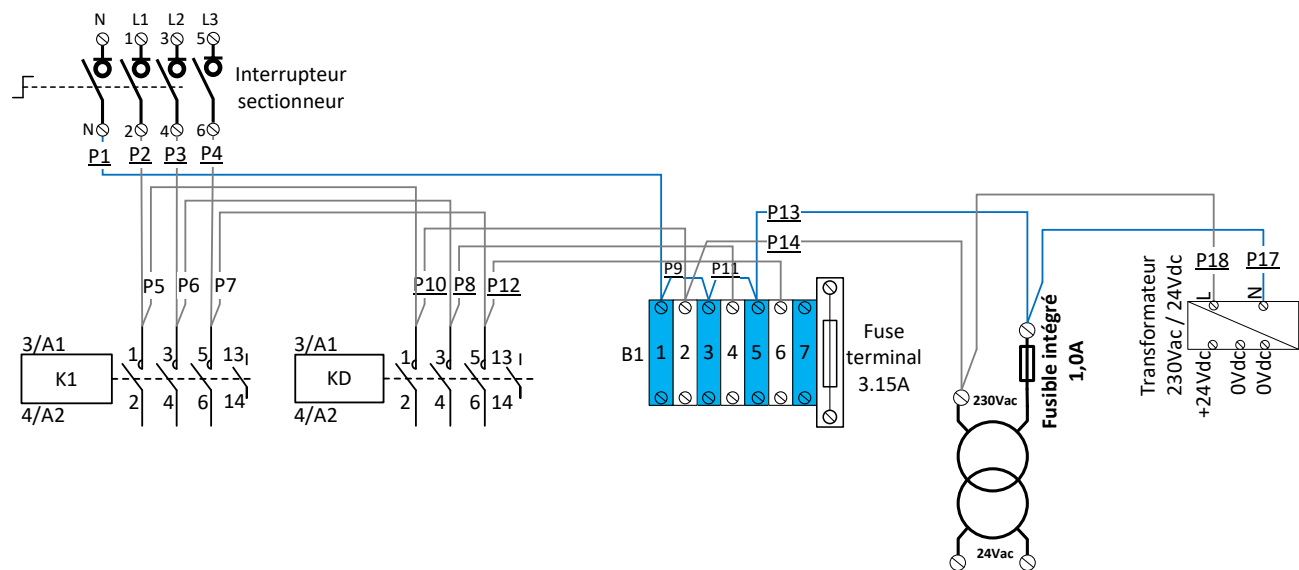 N L1 L2 L3
1 3 5
Interrupteur
sectionneur
N 2 4 6
P1 P2 P3 P4
P5 P6 P7
P10 P8 P12
P9 P11
P13
P14
P18 P17
3/A1
K1
4/A2
1 3 5 13
2 4 6 14
3/A1
KD
4/A2
1 3 5 13
2 4 6 14
B1 1 2 3 4 5 6 7
Fuse
terminal
3.15A
230Vac
24Vac
Fusible intégré
1,0A
Transformateur
230Vac / 24Vdc
L N
+24Vdc
0Vdc
0Vdc